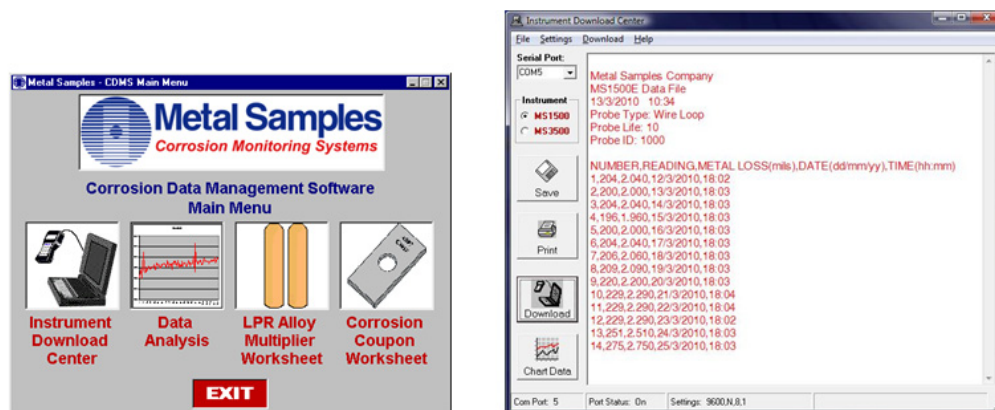 Metal Samples - CDMS Main Menu
Metal Samples
Corrosion Monitoring Systems
Corrosion Data Management Software
Main Menu
Instrument
Download
Center
Data
Analysis
LPR Alloy
Multiplier
Worksheet
Corrosion
Coupon
Worksheet
EXIT
Instrument Download Center
File Settings Download Help
Serial Port:
COM5
Instrument
MS1500
MS3500
Save
Print
Download
Chart Data
Metal Samples Company
MS1500E Data File
13/3/2010 10:34
Probe Type: Wire Loop
Probe Life: 10
Probe ID: 1000
NUMBER,READING,METAL LOSS(mils),DATE(dd/mm/yy),TIME(hh:mm)
1,204,2.040,12/3/2010,18:02
2,200,2.000,13/3/2010,18:03
3,204,2.040,14/3/2010,18:03
4,196,1.960,15/3/2010,18:03
5,200,2.000,16/3/2010,18:03
6,204,2.040,17/3/2010,18:03
7,206,2.060,18/3/2010,18:03
8,209,2.090,19/3/2010,18:03
9,220,2.200,20/3/2010,18:03
10,229,2.290,21/3/2010,18:04
11,229,2.290,22/3/2010,18:04
12,229,2.290,23/3/2010,18:02
13,251,2.510,24/3/2010,18:03
14,275,2.750,25/3/2010,18:03
Com Port: 5 Port Status: On Settings: 9600,N,8,1